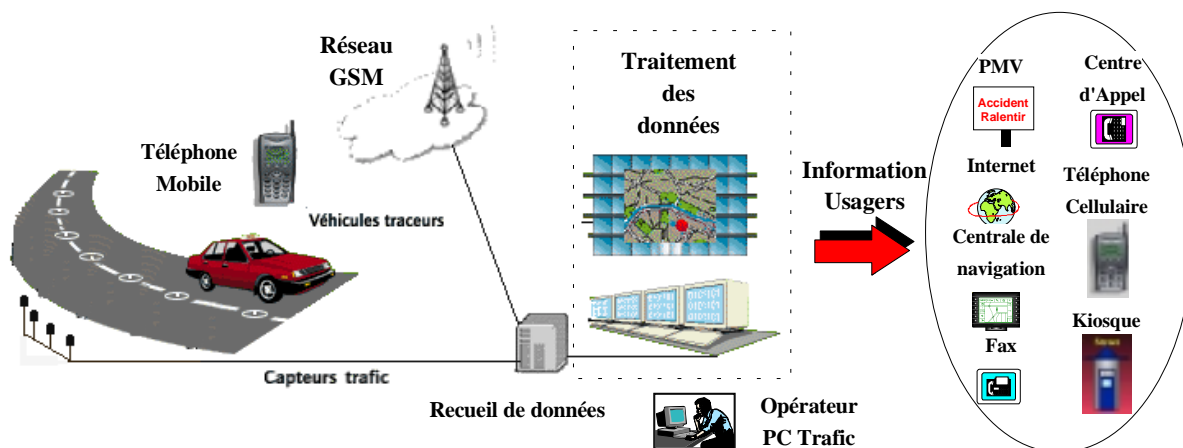 Réseau
GSM
Téléphone
Mobile
Véhicules traceurs
Capteurs trafic
Recueil de données
Traitement
des
données
Opérateur
PC Trafic
Information
Usagers
PMV
Accident
Ralentir
Internet
Centrale de
navigation
Fax
Centre
d'Appel
Téléphone
Cellulaire
Kiosque